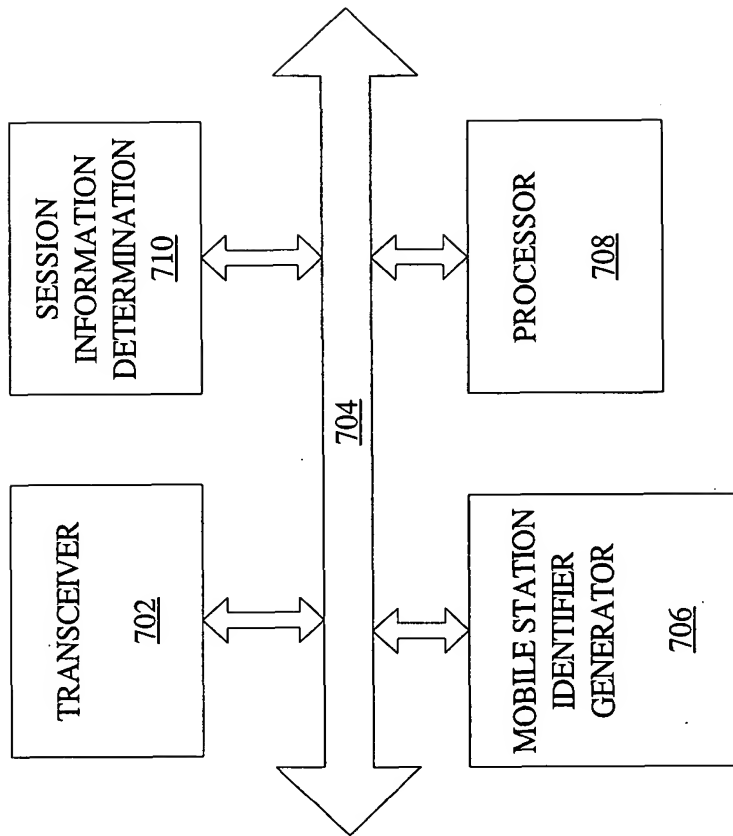 TRANSCEIVER
702
SESSION
INFORMATION
DETERMINATION
710
704
MOBILE STATION
IDENTIFIER
GENERATOR
706
PROCESSOR
708